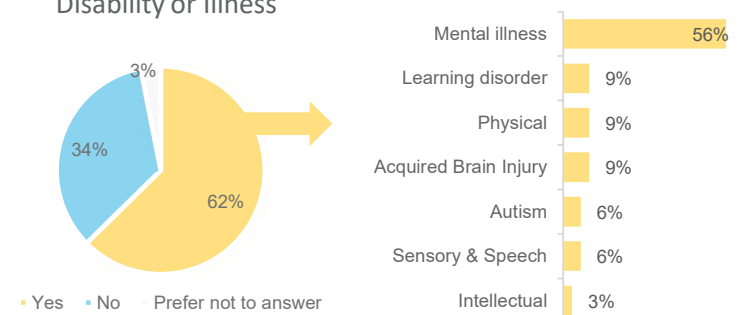 Disability or Illness
3%
34%
62%
Yes No Prefer not to answer
Mental illness 56%
Learning disorder 9%
Physical 9%
Acquired Brain Injury 9%
Autism 6%
Sensory & Speech 6%
Intellectual 3%